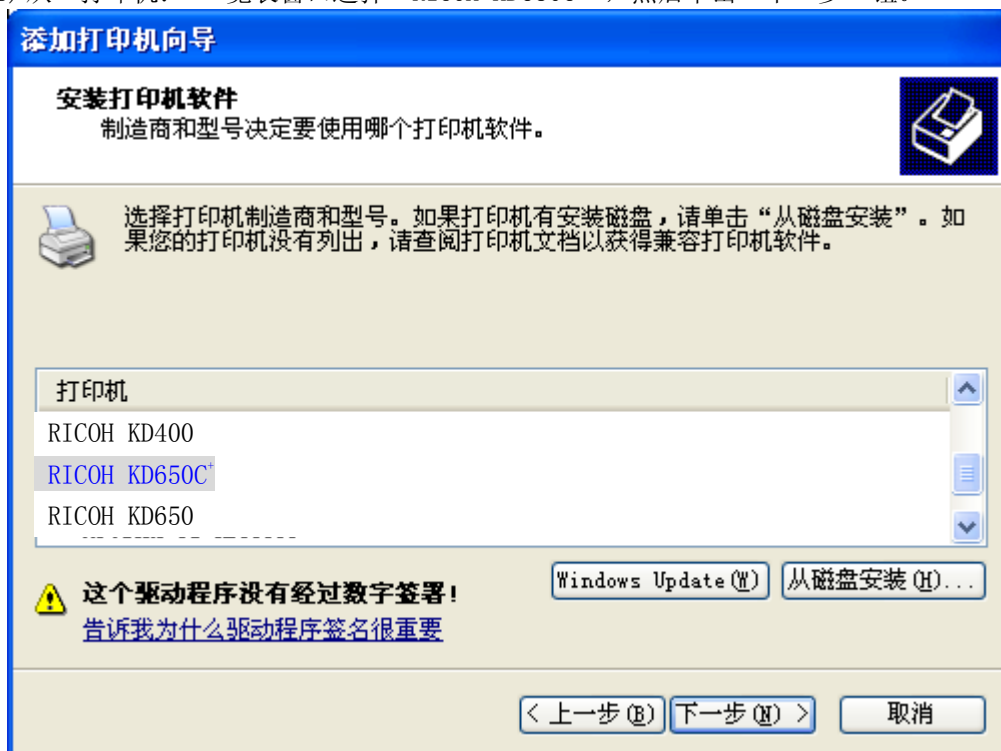 添加打印机向导
安装打印机软件
制造商和型号决定要使用哪个打印机软件。
选择打印机制造商和型号。如果打印机有安装磁盘，请单击“从磁盘安装”。如
果您的打印机没有列出，请查阅打印机文档以获得兼容打印机软件。
打印机
RICOH KD400
RICOH KD650C+
RICOH KD650
这个驱动程序没有经过数字签署！
Windows Update(W)
从磁盘安装(H)...
告诉我为什么驱动程序签名很重要
< 上一步(B)
下一步(N) >
取消